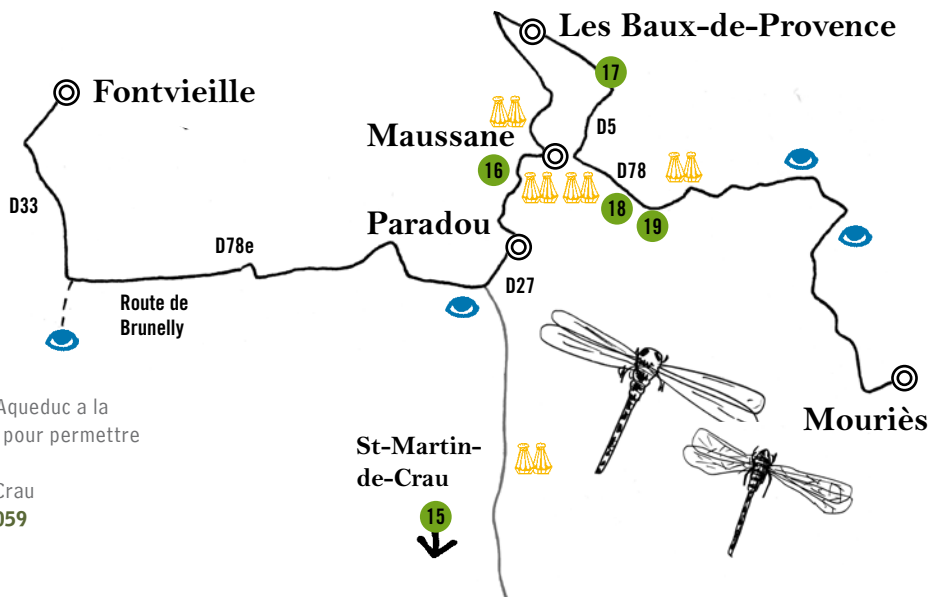 Les Baux-de-Provence
17
Fontvieille
D5
Maussane
16
D78
18
19
D33
Paradou
D78e
D27
Route de
Brunelly
Mouriès
Aqueduc a la
pour permettre
St-Martin-
de-Crau
Crau
059
15